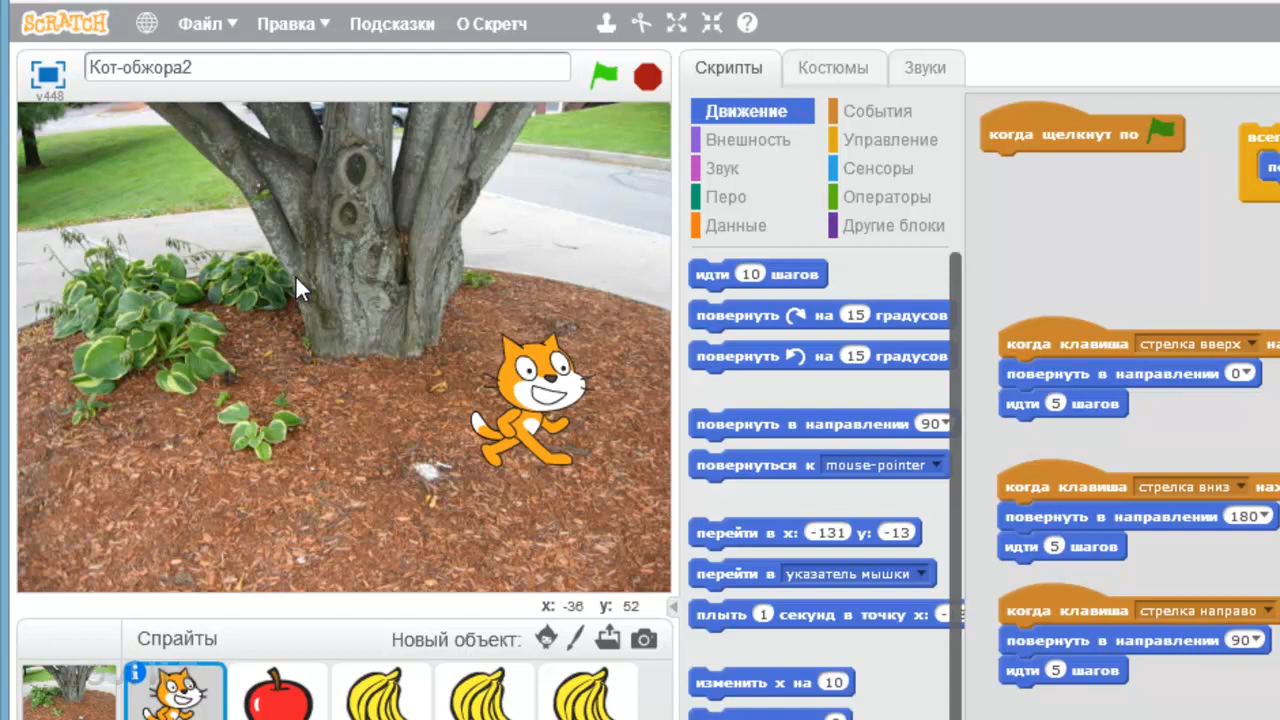 SCRATCH Файл Правка Подсказки О Скретч
v448
Кот-обжора2
Скрипты Костюмы Звуки
Движение События
Внешность Управление
Звук Сенсоры
Перо Операторы
Данные Другие блоки
идти 10 шагов
повернуть на 15 градусов
повернуть на 15 градусов
повернуть в направлении 90
повернуться к mouse-pointer
перейти в x: -131 y: -13
перейти в указатель мышки
плыть 1 секунд в точку x:
изменить x на 10
когда щелкнут по
когда клавиша стрелка вверх
повернуть в направлении 0
идти 5 шагов
когда клавиша стрелка вниз
повернуть в направлении 180
идти 5 шагов
когда клавиша стрелка направо
повернуть в направлении 90
идти 5 шагов
x: -36 y: 52
Спрайты Новый объект: